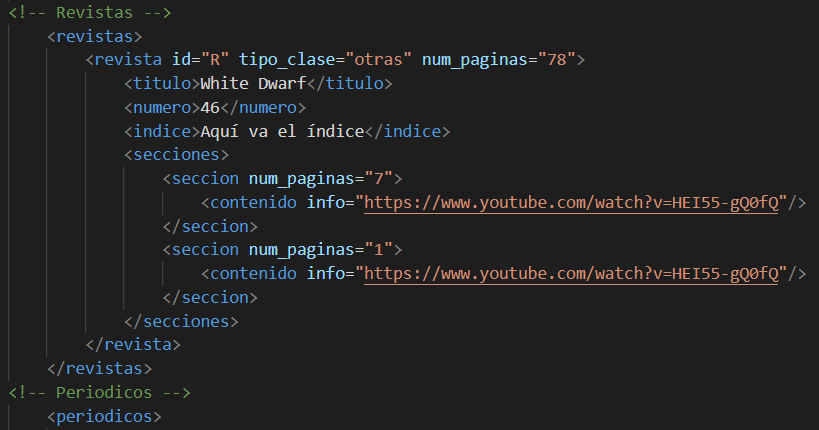 <!-- Revistas -->
<revistas>
<revista id="R" tipo_clase="otras" num_paginas="78">
<titulo>White Dwarf</titulo>
<numero>46</numero>
<indice>Aquí va el índice</indice>
<secciones>
<seccion num_paginas="7">
<contenido info="https://www.youtube.com/watch?v=HEI55-gQ0fQ"/>
</seccion>
<seccion num_paginas="1">
<contenido info="https://www.youtube.com/watch?v=HEI55-gQ0fQ"/>
</seccion>
</secciones>
</revista>
</revistas>
<!-- Periodicos -->
<periodicos>